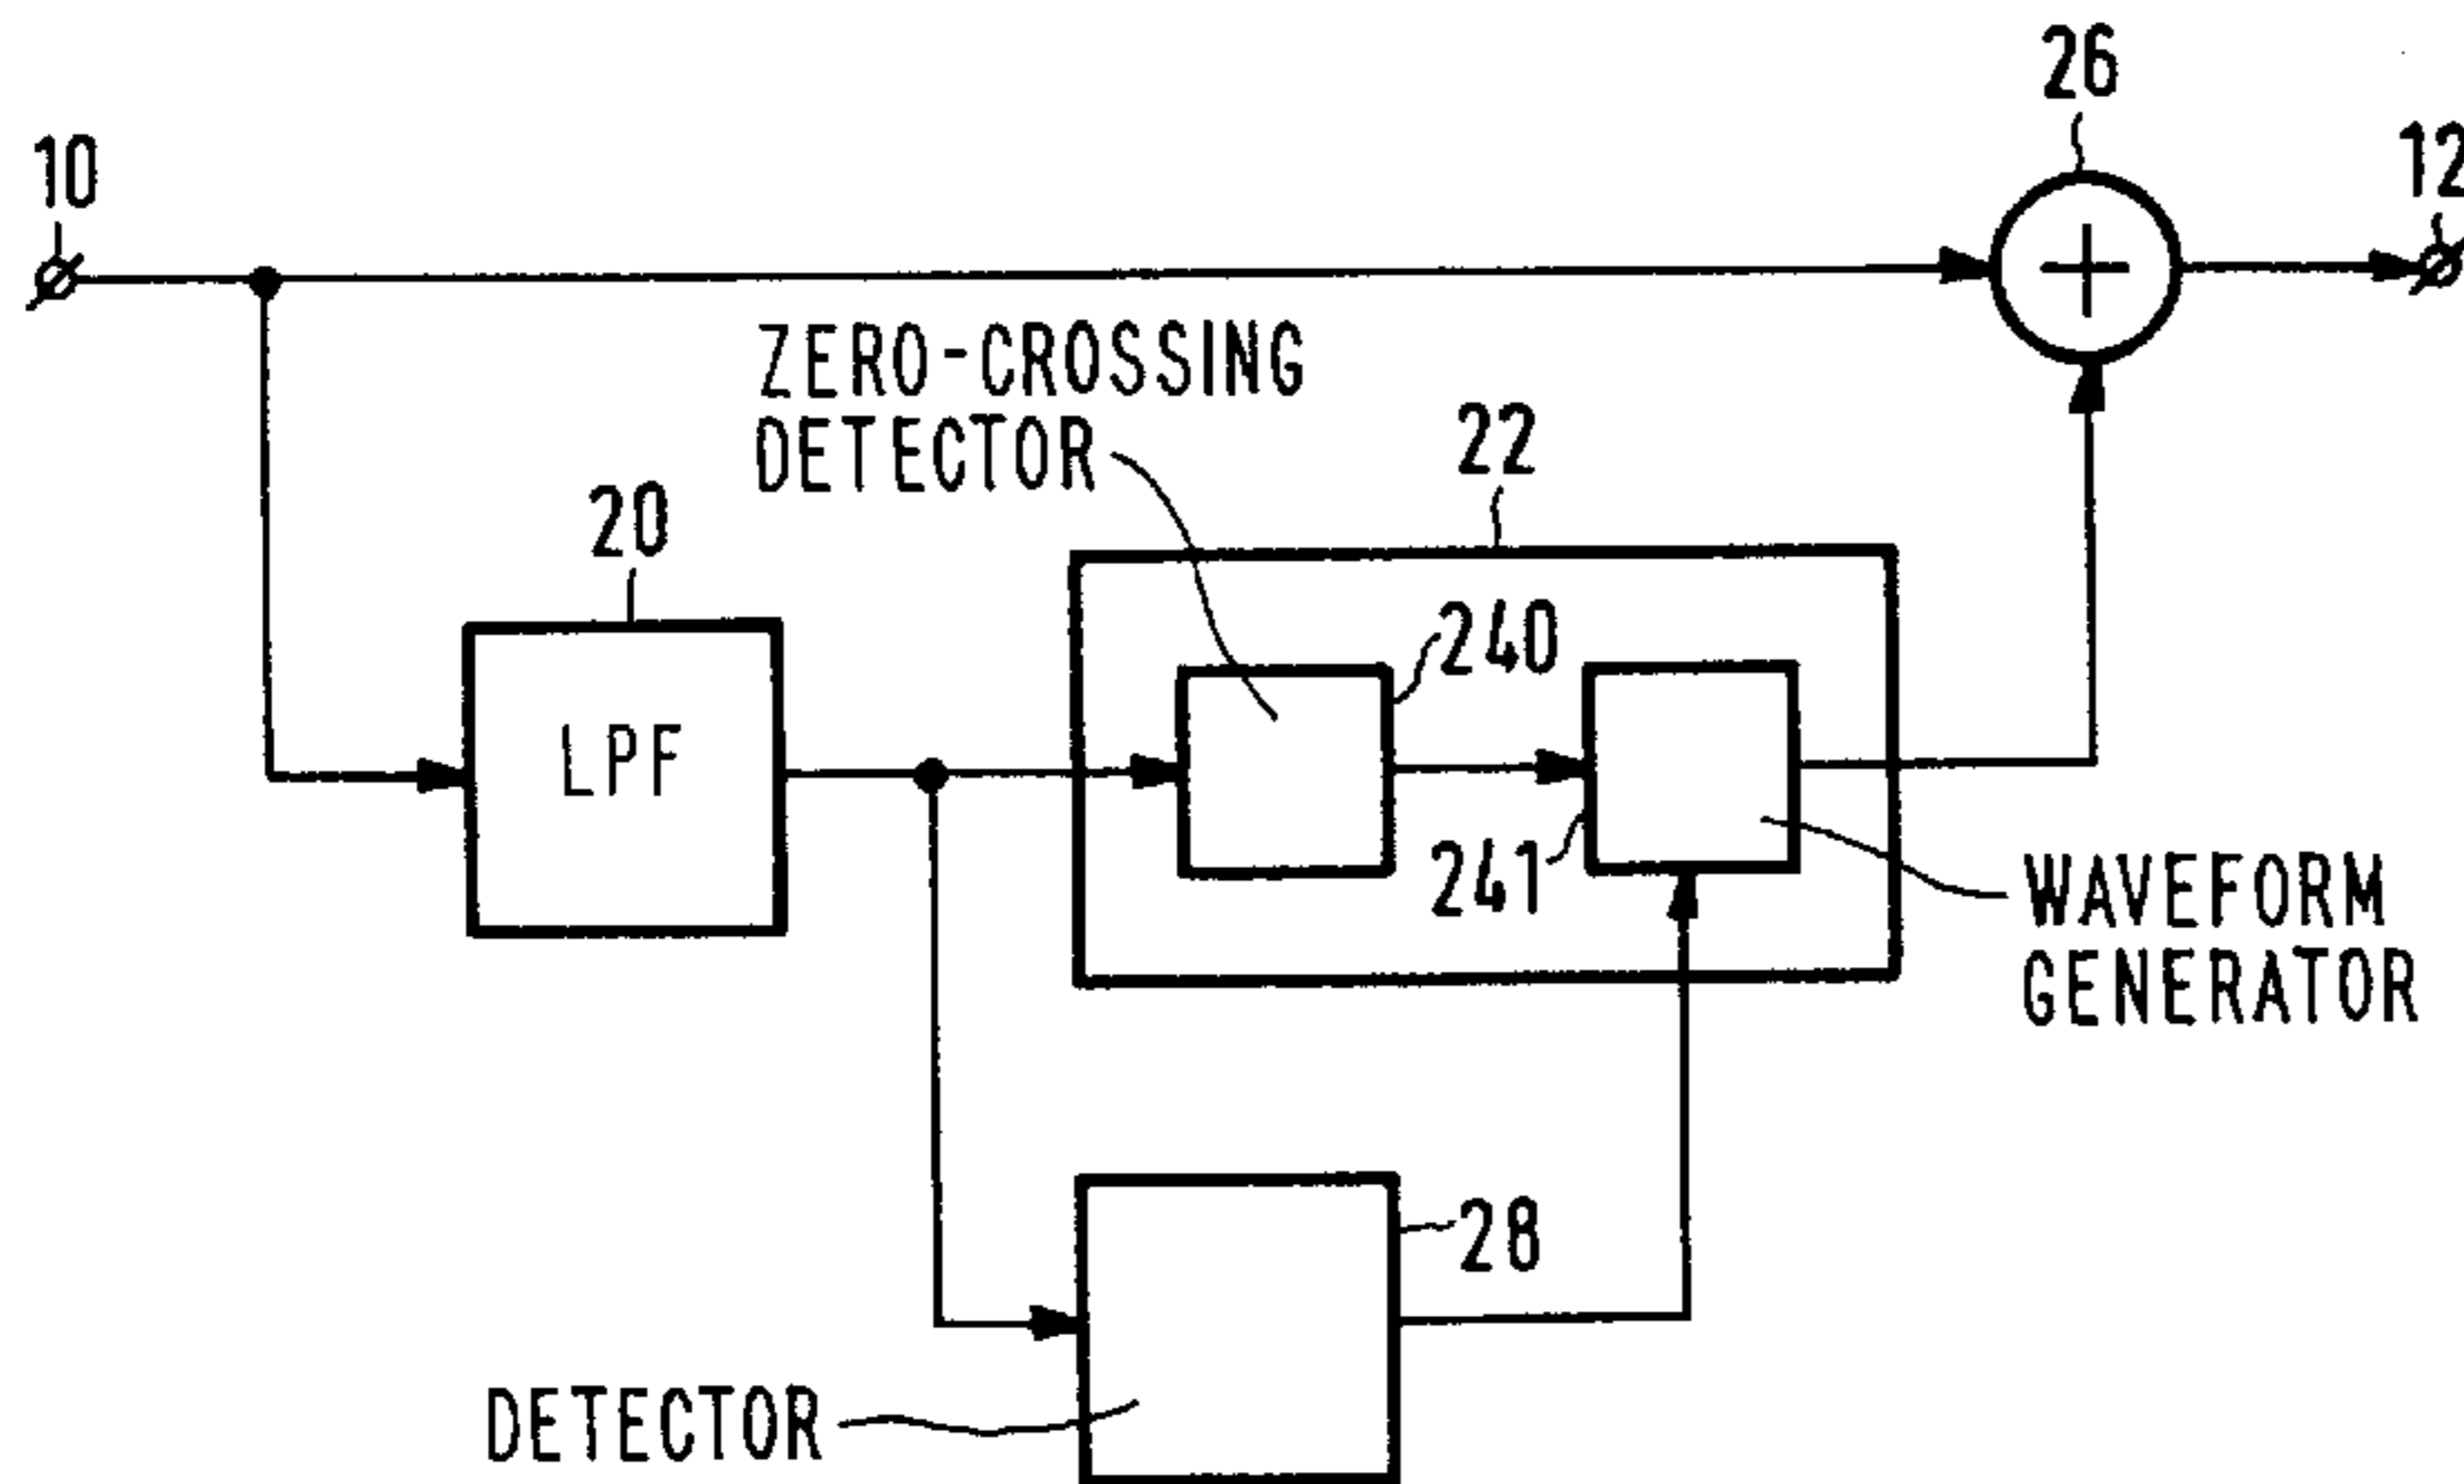 26
10
12
ZERO-CROSSING
DETECTOR
22
20
240
LPF
241
WAVEFORM
GENERATOR
28
DETECTOR